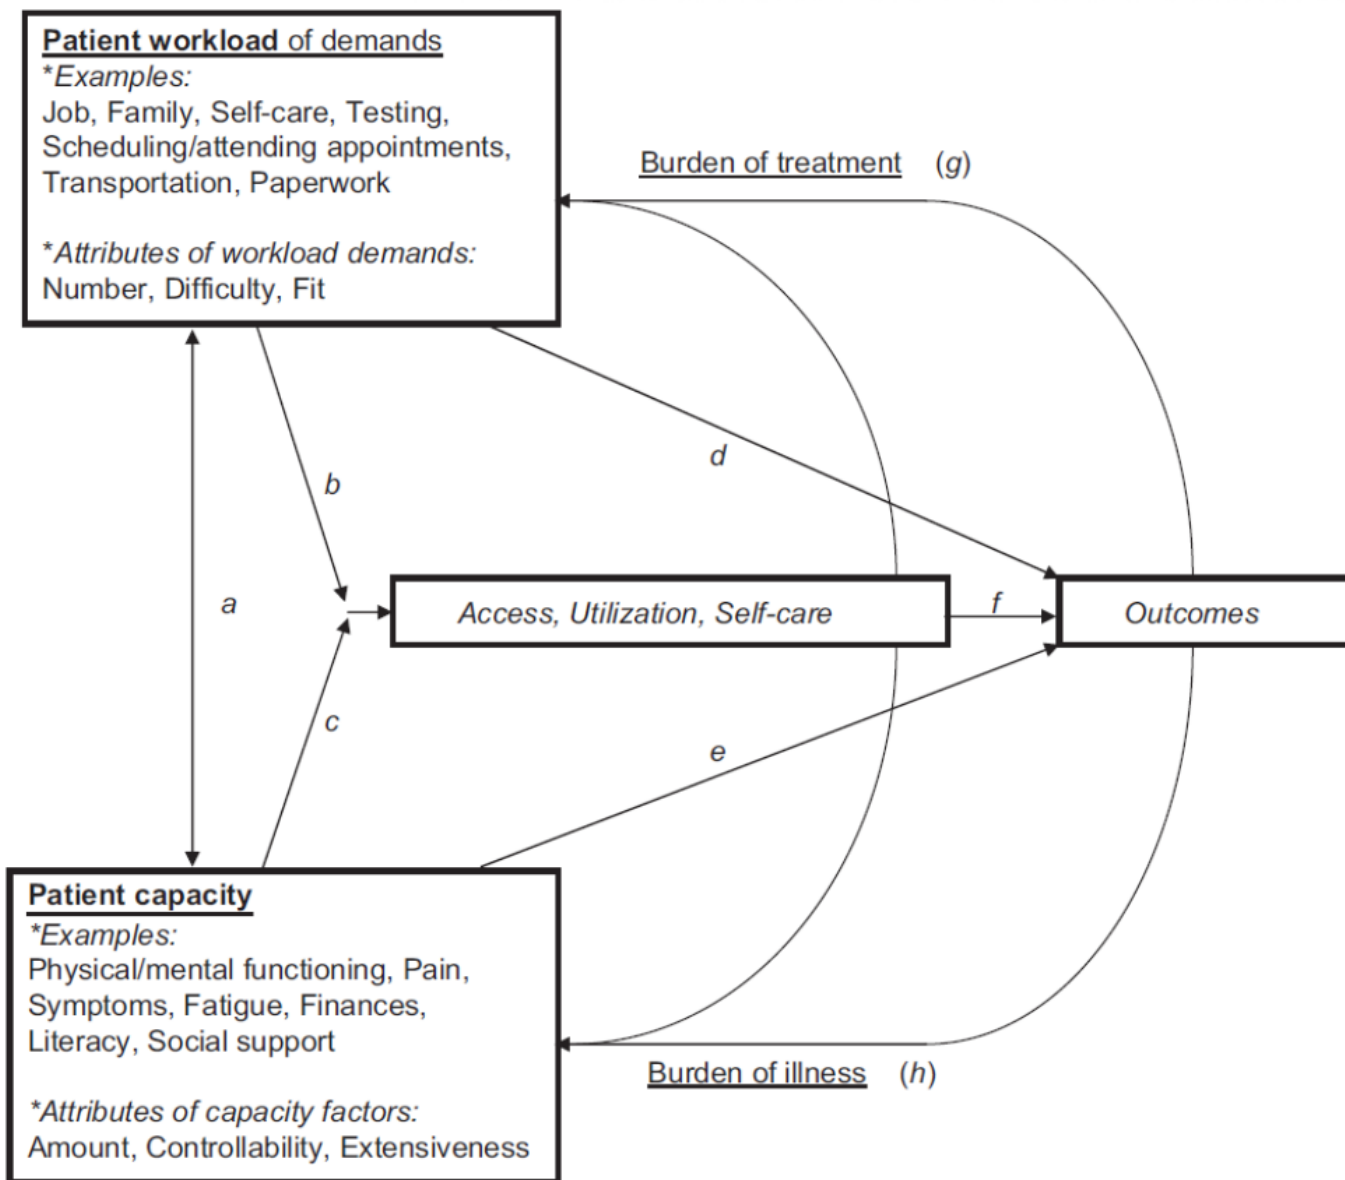 Patient workload of demands
*Examples:
Job, Family, Self-care, Testing,
Scheduling/attending appointments,
Transportation, Paperwork
*Attributes of workload demands:
Number, Difficulty, Fit
Burden of treatment (g)
d
b
a
Access, Utilization, Self-care
f
Outcomes
c
e
Patient capacity
*Examples:
Physical/mental functioning, Pain,
Symptoms, Fatigue, Finances,
Literacy, Social support
*Attributes of capacity factors:
Amount, Controllability, Extensiveness
Burden of illness (h)